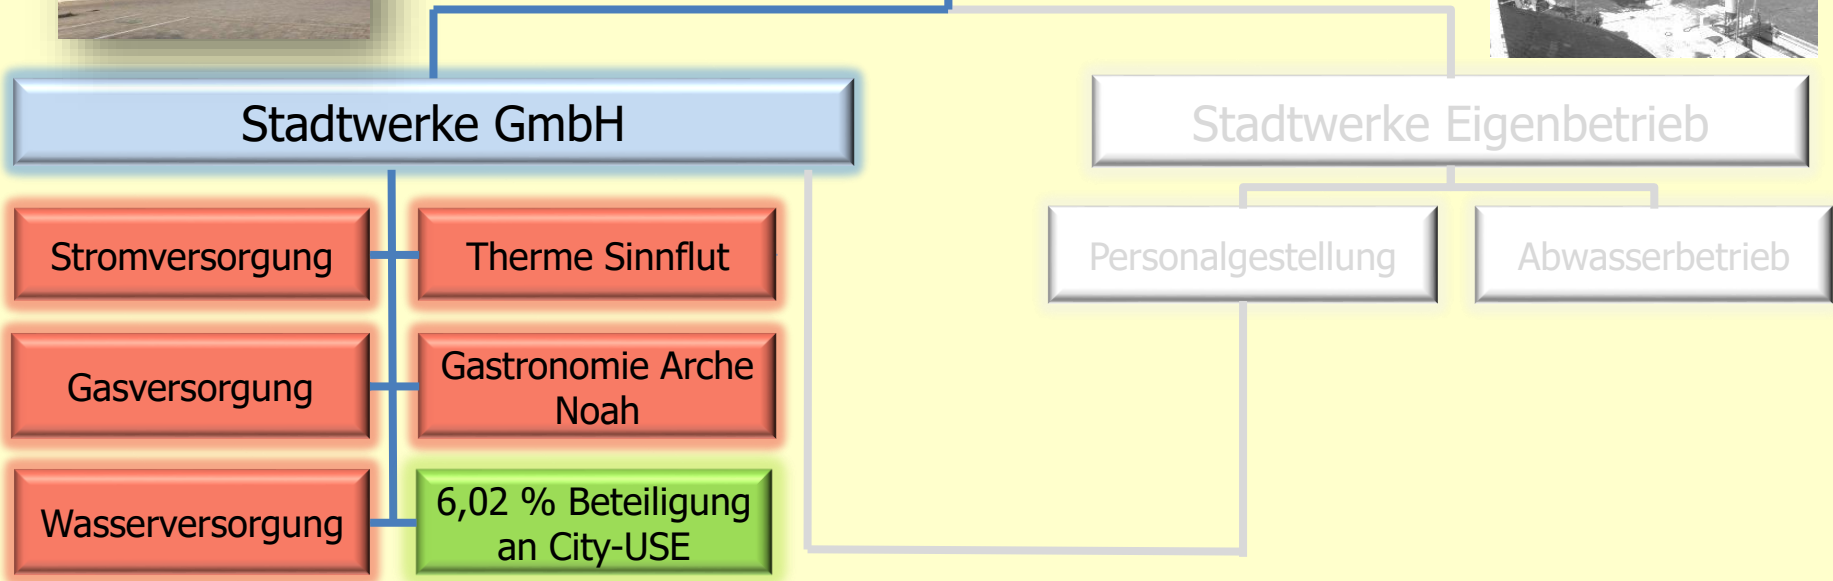 Stadtwerke GmbH
Stadtwerke Eigenbetrieb
Stromversorgung
Therme Sinnflut
Personalgestellung
Abwasserbetrieb
Gasversorgung
Gastronomie Arche
Noah
Wasserversorgung
6,02 % Beteiligung
an City-USE